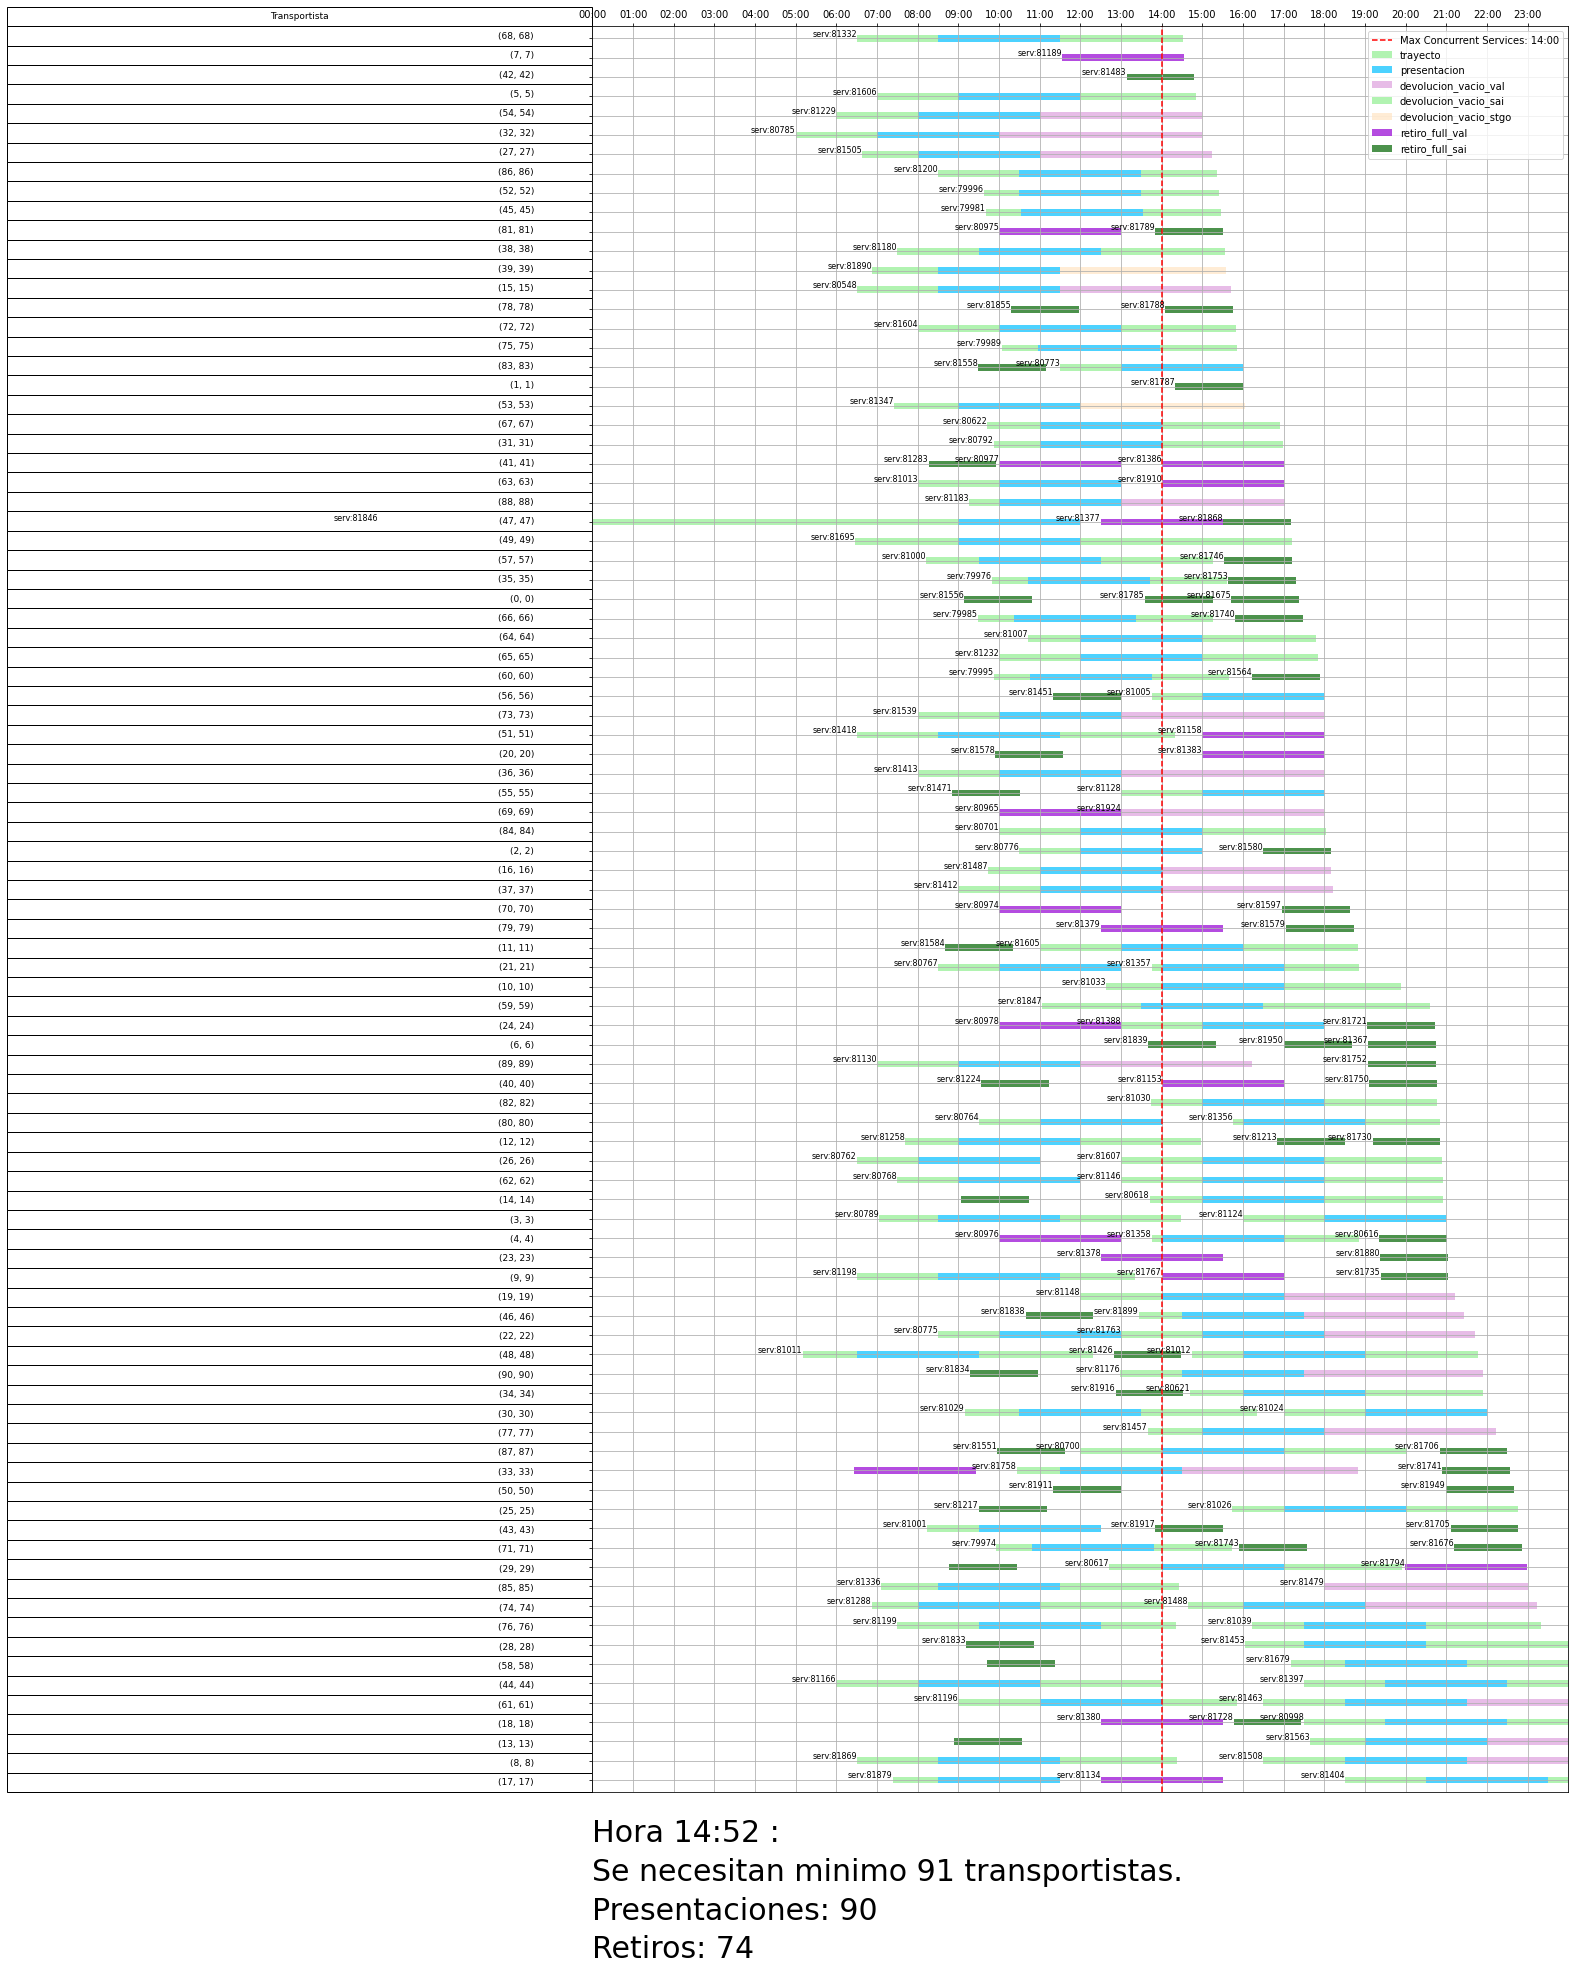 Transportista
00:00 01:00 02:00 03:00 04:00 05:00 06:00 07:00 08:00 09:00 10:00 11:00 12:00 13:00 14:00 15:00 16:00 17:00 18:00 19:00 20:00 21:00 22:00 23:00
Max Concurrent Services: 14:00
trayecto
presentacion
devolucion_vacio_val
devolucion_vacio_sai
devolucion_vacio_stgo
retiro_full_val
retiro_full_sai
(68, 68) serv:81332
(7, 7) serv:81189
(42, 42) serv:81483
(5, 5) serv:81606
(54, 54) serv:81229
(32, 32) serv:80785
(27, 27) serv:81505
(86, 86) serv:81200
(52, 52) serv:79996
(45, 45) serv:79981
(81, 81) serv:80975 serv:81789
(38, 38) serv:81180
(39, 39) serv:81890
(15, 15) serv:80548
(78, 78) serv:81855 serv:81788
(72, 72) serv:81604
(75, 75) serv:79989
(83, 83) serv:81558 serv:80773
(1, 1) serv:81787
(53, 53) serv:81347
(67, 67) serv:80622
(31, 31) serv:80792
(41, 41) serv:81283 serv:80977 serv:81386
(63, 63) serv:81013 serv:81910
(88, 88) serv:81183
serv:81846 (47, 47) serv:81377 serv:81868
(49, 49) serv:81695
(57, 57) serv:81000 serv:81746
(35, 35) serv:79976 serv:81753
(0, 0) serv:81556 serv:81785 serv:81675
(66, 66) serv:79985 serv:81740
(64, 64) serv:81007
(65, 65) serv:81232
(60, 60) serv:79995 serv:81564
(56, 56) serv:81451 serv:81005
(73, 73) serv:81539
(51, 51) serv:81418 serv:81158
(20, 20) serv:81578 serv:81383
(36, 36) serv:81413
(55, 55) serv:81471 serv:81128
(69, 69) serv:80965 serv:81924
(84, 84) serv:80701
(2, 2) serv:80776 serv:81580
(16, 16) serv:81487
(37, 37) serv:81412
(70, 70) serv:80974 serv:81597
(79, 79) serv:81379 serv:81579
(11, 11) serv:81584 serv:81605
(21, 21) serv:80767 serv:81357
(10, 10) serv:81033
(59, 59) serv:81847
(24, 24) serv:80978 serv:81388 serv:81721
(6, 6) serv:81839 serv:81950 serv:81367
(89, 89) serv:81130 serv:81752
(40, 40) serv:81224 serv:81153 serv:81750
(82, 82) serv:81030
(80, 80) serv:80764 serv:81356
(12, 12) serv:81258 serv:81213 serv:81730
(26, 26) serv:80762 serv:81607
(62, 62) serv:80768 serv:81146
(14, 14) serv:80618
(3, 3) serv:80789 serv:81124
(4, 4) serv:80976 serv:81358 serv:80616
(23, 23) serv:81378 serv:81880
(9, 9) serv:81198 serv:81767 serv:81735
(19, 19) serv:81148
(46, 46) serv:81838 serv:81899
(22, 22) serv:80775 serv:81763
(48, 48) serv:81011 serv:81426 serv:81012
(90, 90) serv:81834 serv:81176
(34, 34) serv:81916 serv:80621
(30, 30) serv:81029 serv:81024
(77, 77) serv:81457
(87, 87) serv:81551 serv:80700 serv:81706
(33, 33) serv:81758 serv:81741
(50, 50) serv:81911 serv:81949
(25, 25) serv:81217 serv:81026
(43, 43) serv:81001 serv:81917 serv:81705
(71, 71) serv:79974 serv:81743 serv:81676
(29, 29) serv:80617 serv:81794
(85, 85) serv:81336 serv:81479
(74, 74) serv:81288 serv:81488
(76, 76) serv:81199 serv:81039
(28, 28) serv:81833 serv:81453
(58, 58) serv:81679
(44, 44) serv:81166 serv:81397
(61, 61) serv:81196 serv:81463
(18, 18) serv:81380 serv:81728 serv:80998
(13, 13) serv:81563
(8, 8) serv:81869 serv:81508
(17, 17) serv:81879 serv:81134 serv:81404
Hora 14:52 :
Se necesitan minimo 91 transportistas.
Presentaciones: 90
Retiros: 74